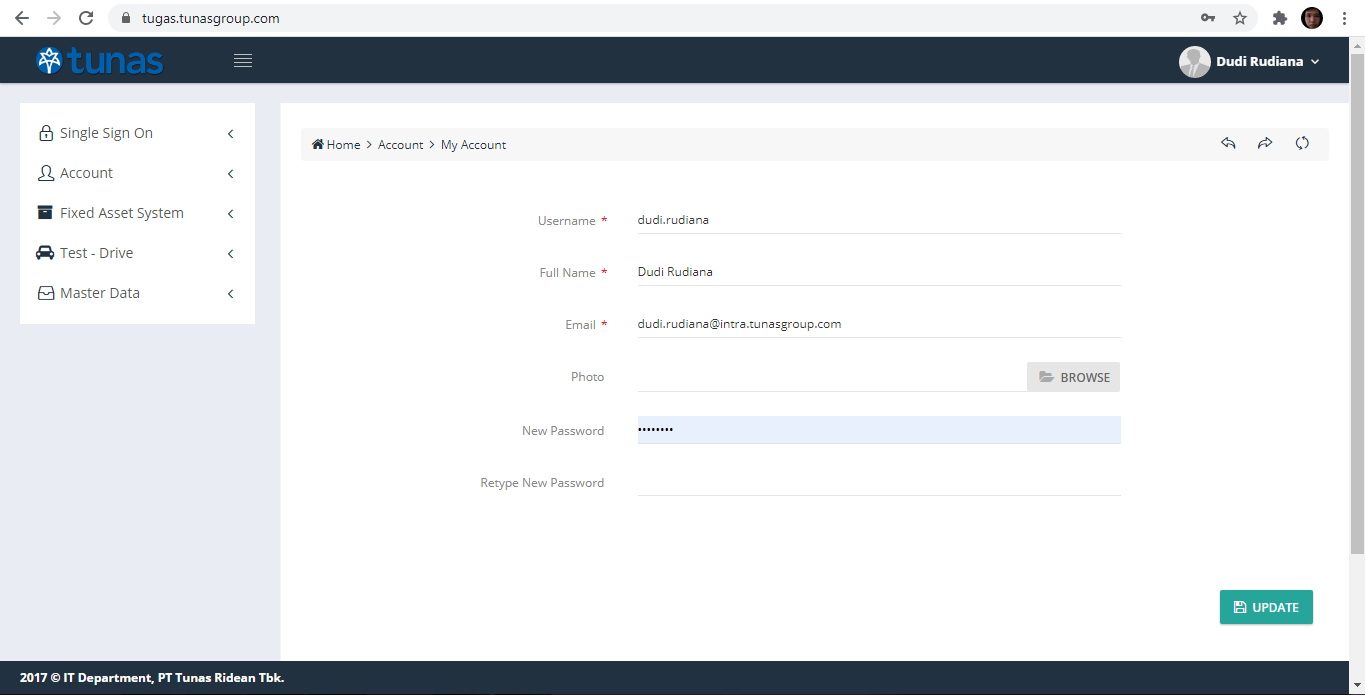 tugas.tunasgroup.com
tunas
Dudi Rudiana
Single Sign On
Account
Fixed Asset System
Test - Drive
Master Data
Home > Account > My Account
Username * dudi.rudiana
Full Name * Dudi Rudiana
Email * dudi.rudiana@intra.tunasgroup.com
Photo BROWSE
New Password ••••••••
Retype New Password
UPDATE
2017 © IT Department, PT Tunas Ridean Tbk.